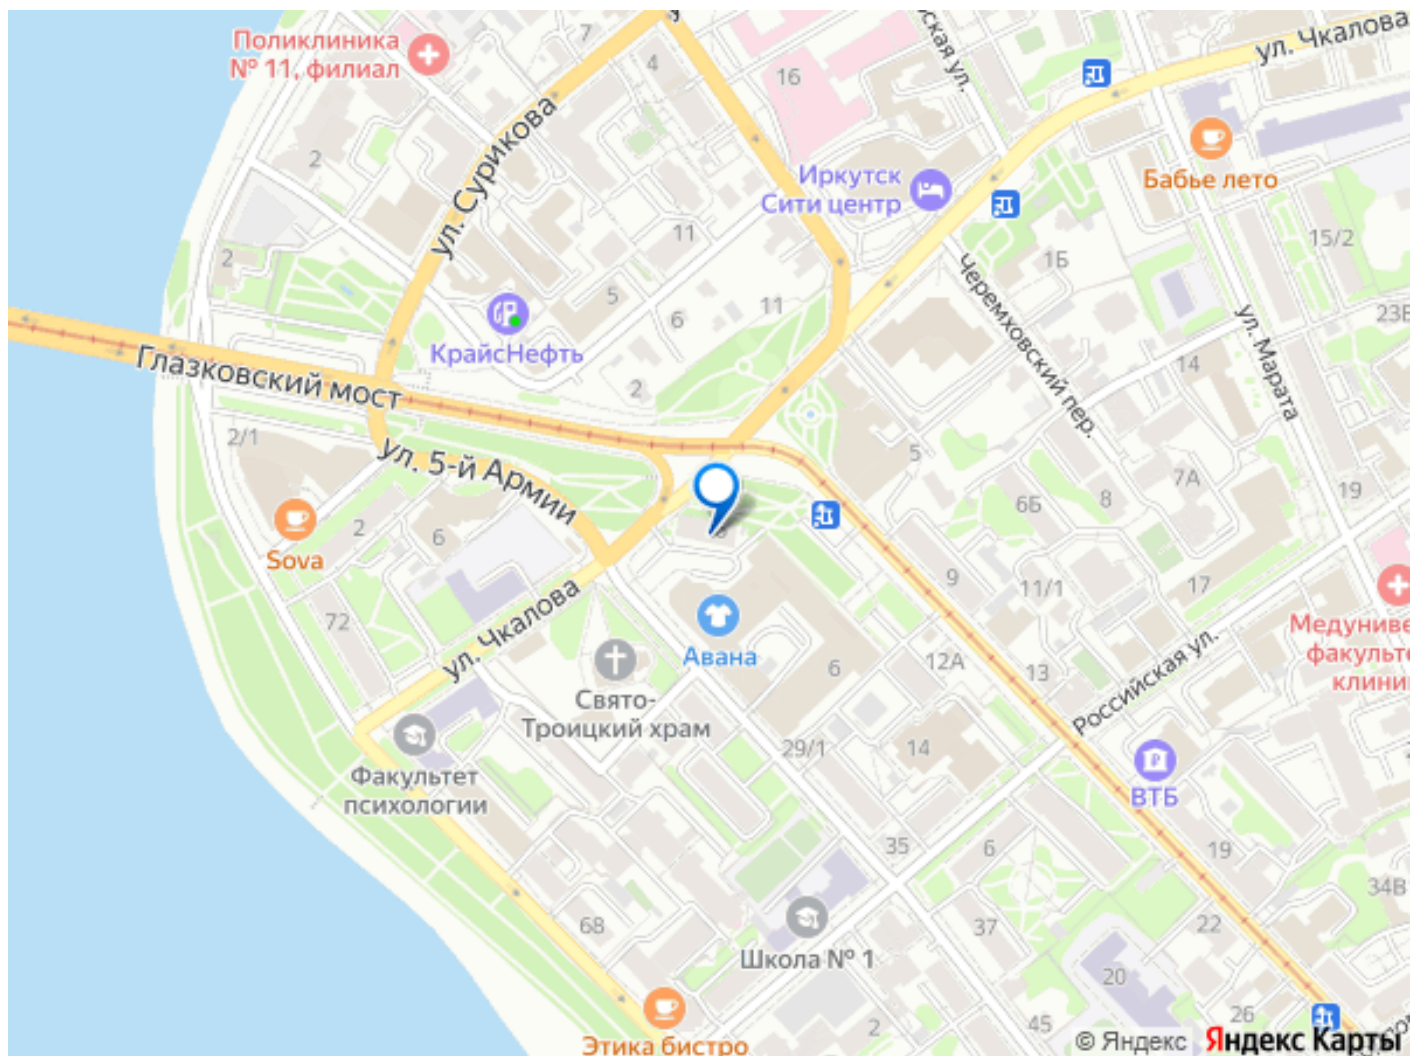 Поликлиника
№ 11, филиал
7
4
16
ул. Чкалова
2
ул. Сурикова
Иркутск
Сити центр
Бабье лето
11
15/2
2
1Б
5
6
11
23В
КрайсНефть
Черемховский пер.
ул. Марата
14
Глазковский мост
2
2/1
ул. 5-й Армии
5
7А
19
6Б
8
2
6
Sova
9
11/1
17
72
ул. Чкалова
Авана
6
12А
13
Российская ул.
Свято-
Троицкий храм
29/1
14
Факультет
психологии
ВТБ
35
6
19
34В
68
37
22
Школа № 1
20
2
45
26
Этика бистро
© Яндекс Яндекс Карты